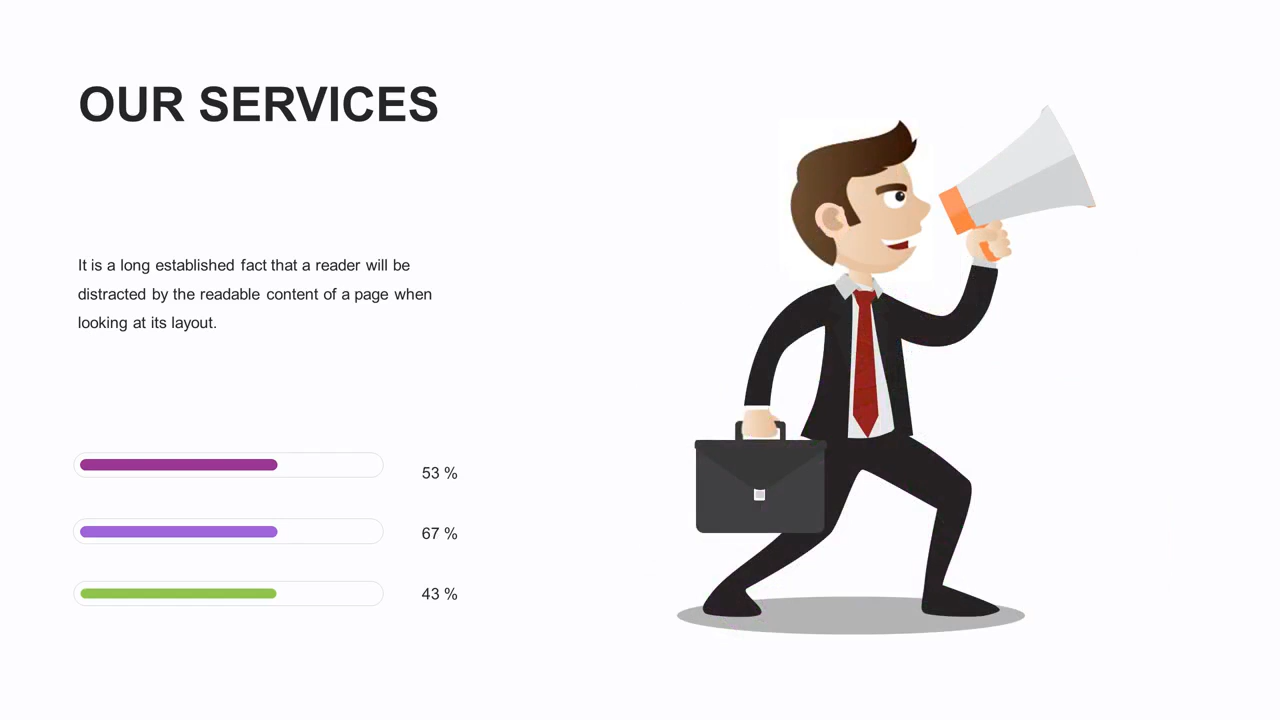 OUR SERVICES
It is a long established fact that a reader will be
distracted by the readable content of a page when
looking at its layout.
53 %
67 %
43 %